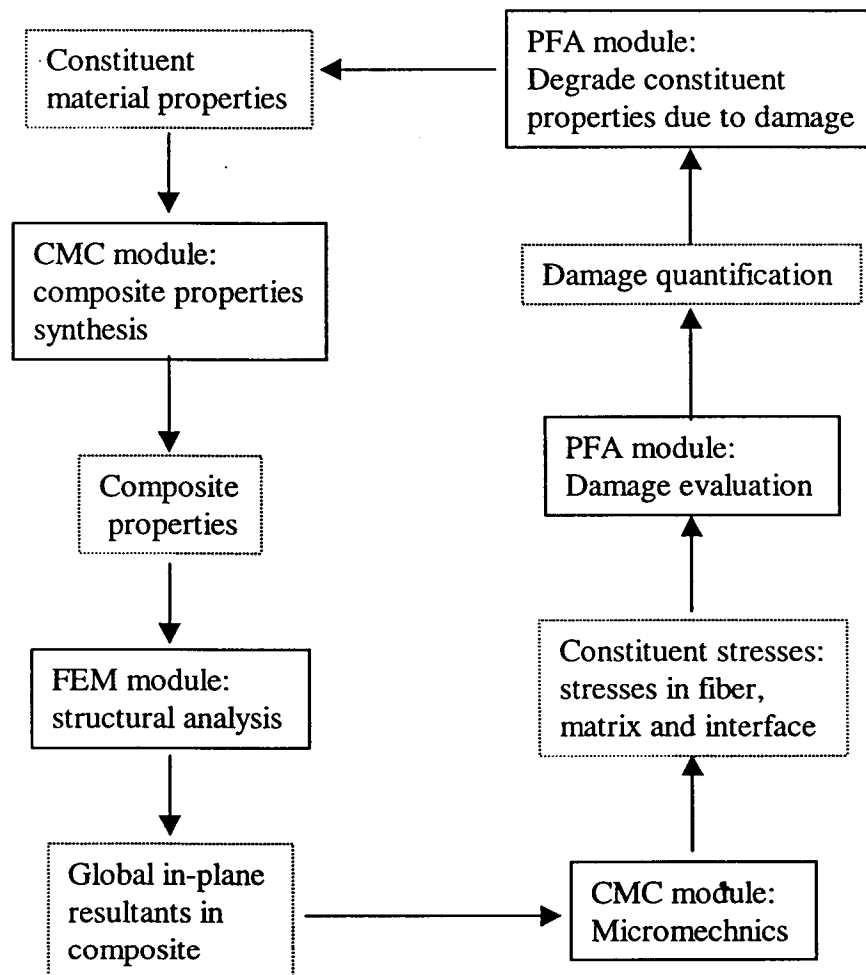 Constituent
material properties
PFA module:
Degrade constituent
properties due to damage
CMC module:
composite properties
synthesis
Damage quantification
Composite
properties
PFA module:
Damage evaluation
FEM module:
structural analysis
Constituent stresses:
stresses in fiber,
matrix and interface
Global in-plane
resultants in
composite
CMC module:
Micromechnics